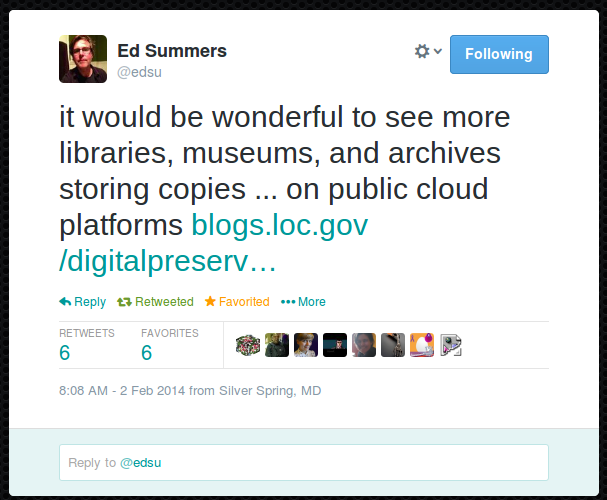 Ed Summers
@edsu
Following
it would be wonderful to see more
libraries, museums, and archives
storing copies ... on public cloud
platforms blogs.loc.gov
/digitalpreserv…
Reply Retweeted Favorited •••More
RETWEETS FAVORITES
6 6
8:08 AM - 2 Feb 2014 from Silver Spring, MD
Reply to @edsu